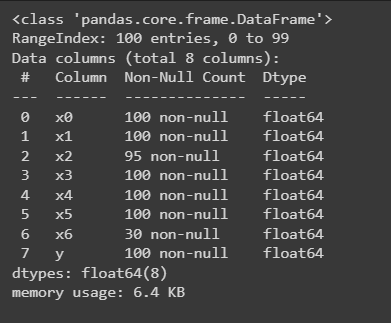 <class 'pandas.core.frame.DataFrame'>
RangeIndex: 100 entries, 0 to 99
Data columns (total 8 columns):
 #   Column  Non-Null Count  Dtype
---  ------  --------------  -----
 0   x0      100 non-null    float64
 1   x1      100 non-null    float64
 2   x2      95 non-null     float64
 3   x3      100 non-null    float64
 4   x4      100 non-null    float64
 5   x5      100 non-null    float64
 6   x6      30 non-null     float64
 7   y       100 non-null    float64
dtypes: float64(8)
memory usage: 6.4 KB